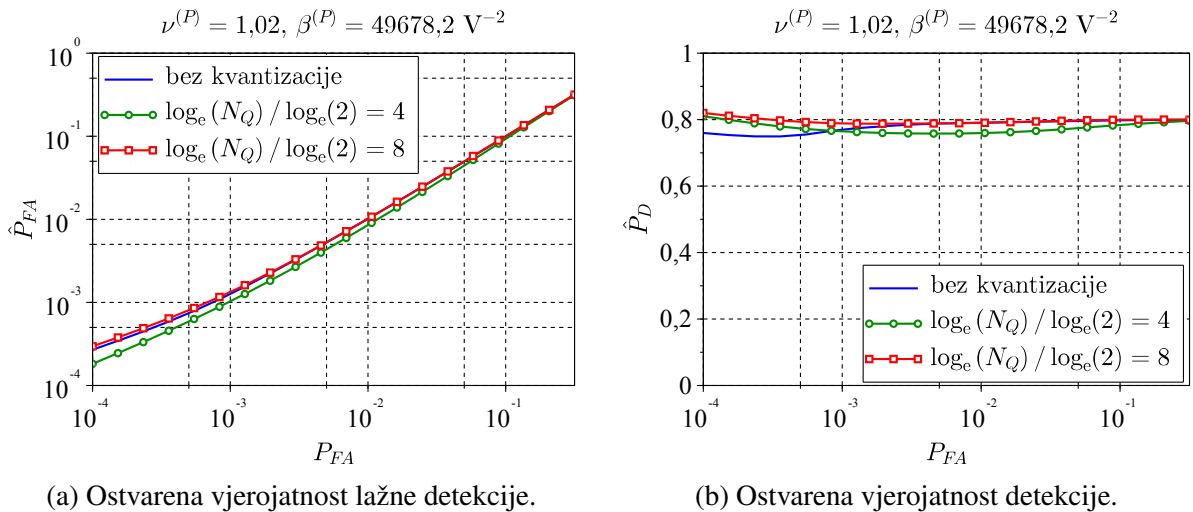 ν^(P) = 1,02, β^(P) = 49678,2 V^−2
10^0
10^-1
10^-2
10^-3
10^-4
P̂_FA
bez kvantizacije
log_e (N_Q) / log_e(2) = 4
log_e (N_Q) / log_e(2) = 8
10^-4
10^-3
10^-2
10^-1
P_FA
(a) Ostvarena vjerojatnost lažne detekcije.
ν^(P) = 1,02, β^(P) = 49678,2 V^−2
1
0,8
0,6
0,4
0,2
0
P̂_D
bez kvantizacije
log_e (N_Q) / log_e(2) = 4
log_e (N_Q) / log_e(2) = 8
10^-4
10^-3
10^-2
10^-1
P_FA
(b) Ostvarena vjerojatnost detekcije.